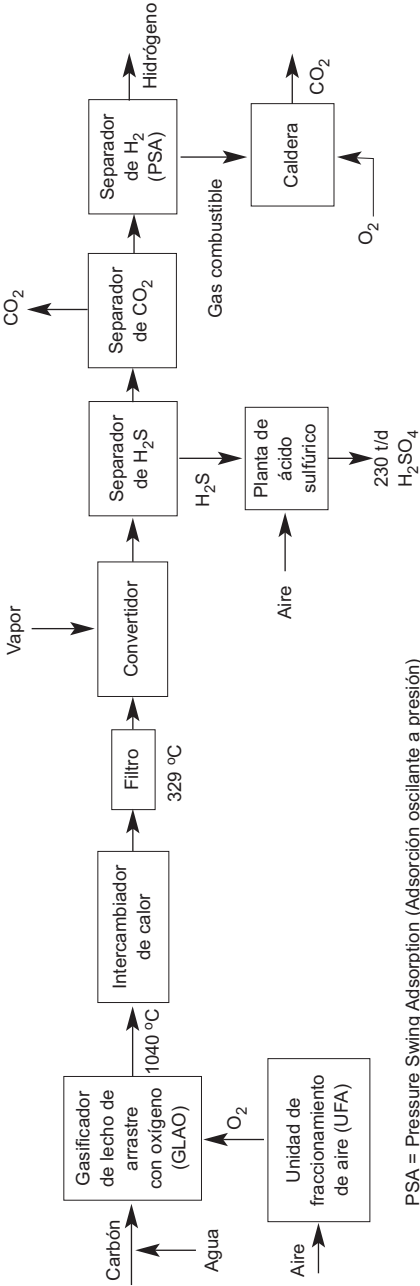 Carbón
Agua
Gasificador
de lecho de
arrastre
con oxígeno
(GLAO)
1040 ºC
O2
Aire
Unidad de
fraccionamiento
de aire (UFA)
Intercambiador
de calor
Filtro
329 ºC
Vapor
Convertidor
Separador
de H2S
H2S
Aire
Planta de
ácido
sulfúrico
230 t/d
H2SO4
CO2
Separador
de CO2
Separador
de H2
(PSA)
Hidrógeno
Gas combustible
Caldera
CO2
O2
PSA = Pressure Swing Adsorption (Adsorción oscilante a presión)